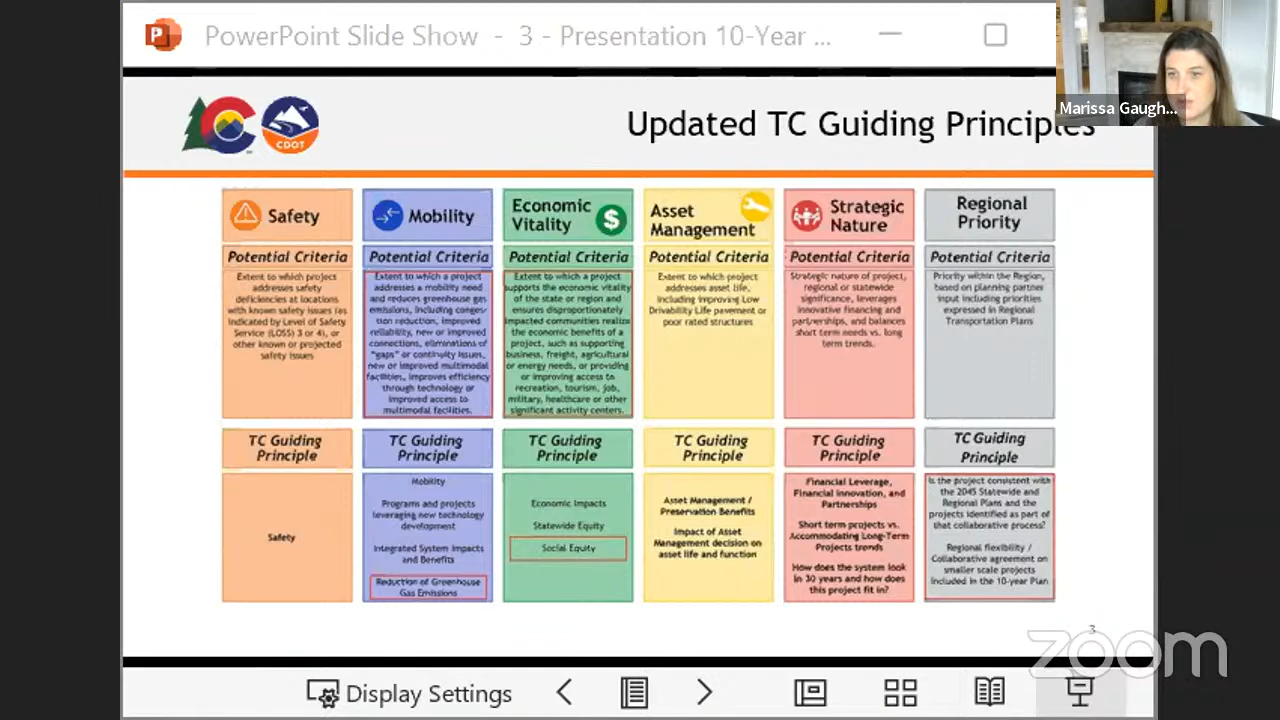 PowerPoint Slide Show - 3 - Presentation 10-Year ...
Marissa Gaugh...
CDOT
Updated TC Guiding Principles
Safety
Potential Criteria
Extent to which project
addresses safety
deficiencies at locations
with known safety issues (as
indicated by Level of Safety
Service (LOSS) 3 or 4), or
other known or projected
safety issues
TC Guiding
Principle
Safety
Mobility
Potential Criteria
Extent to which a project
addresses a mobility need
and reduces greenhouse gas
emissions, including conges-
tion reduction, improved
reliability, new or improved
connections, eliminations of
"gaps" or continuity issues,
new or improved multimodal
facilities, improves efficiency
through technology or
improved access to
multimodal facilities.
TC Guiding
Principle
Mobility
Programs and projects
leveraging new technology
development
Integrated System Impacts
and Benefits
Reduction of Greenhouse
Gas Emissions
Economic
Vitality
Potential Criteria
Extent to which a project
supports the economic vitality
of the state or region and
ensures disproportionately
impacted communities realize
the economic benefits of a
project, such as supporting
business, freight, agricultural
or energy needs, or providing
or improving access to
recreation, tourism, job,
military, healthcare or other
significant activity centers.
TC Guiding
Principle
Economic Impacts
Statewide Equity
Social Equity
Asset
Management
Potential Criteria
Extent to which project
addresses asset life,
including improving Low
Drivability Life pavement or
poor rated structures
TC Guiding
Principle
Asset Management /
Preservation Benefits
Impact of Asset
Management decision on
asset life and function
Strategic
Nature
Potential Criteria
Strategic nature of project,
regional or statewide
significance, leverages
innovative financing and
partnerships, and balances
short term needs vs. long
term trends.
TC Guiding
Principle
Financial Leverage,
Financial innovation, and
Partnerships
Short term projects vs.
Accommodating Long-Term
Projects trends
How does the system look
in 30 years and how does
this project fit in?
Regional
Priority
Potential Criteria
Priority within the Region,
based on planning partner
input including priorities
expressed in Regional
Transportation Plans
TC Guiding
Principle
Is the project consistent with
the 2045 Statewide and
Regional Plans and the
projects identified as part of
that collaborative process?
Regional flexibility /
Collaborative agreement on
smaller scale projects
included in the 10-year Plan
3
zoom
Display Settings